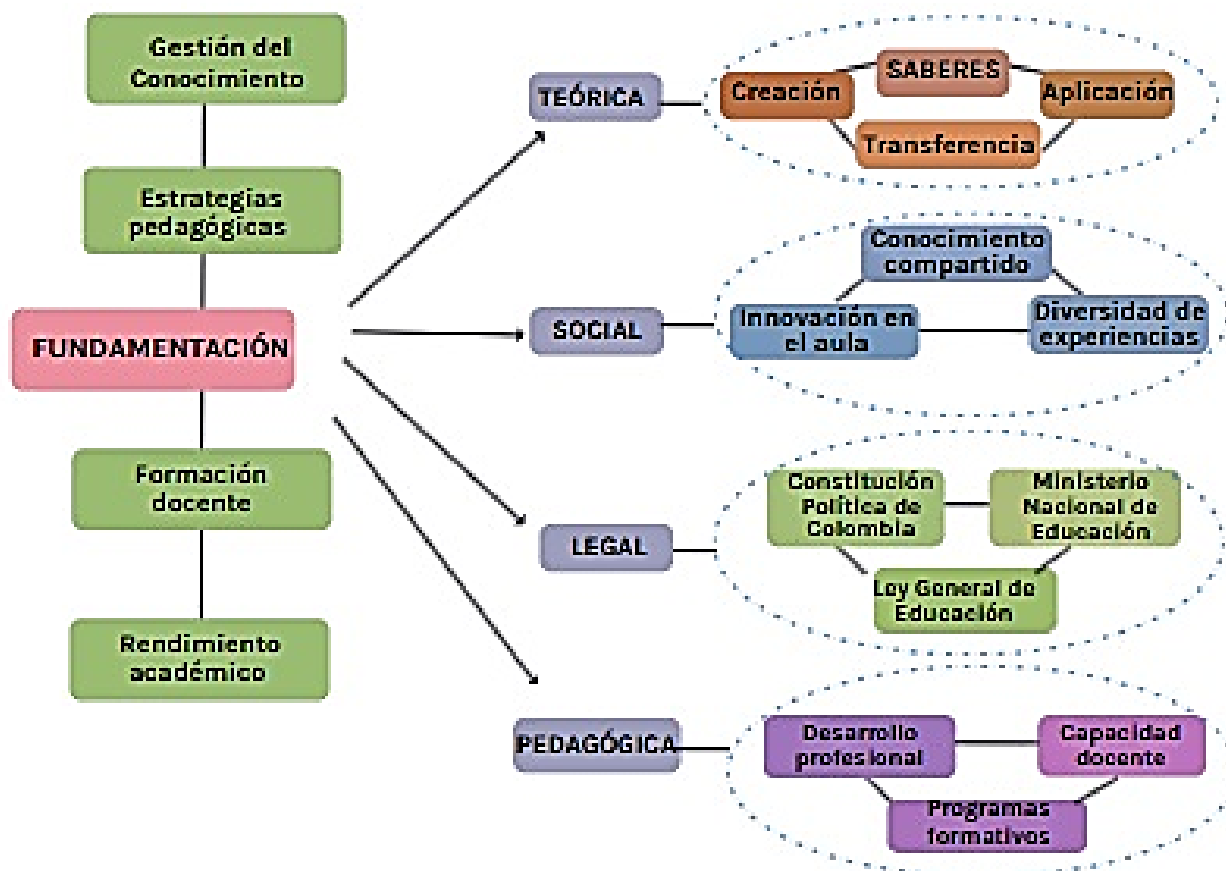 Gestión del
Conocimiento
Estrategias
pedagógicas
FUNDAMENTACIÓN
Formación
docente
Rendimiento
académico
TEÓRICA
SABERES
Creación
Aplicación
Transferencia
SOCIAL
Conocimiento
compartido
Innovación en
el aula
Diversidad de
experiencias
LEGAL
Constitución
Política de
Colombia
Ministerio
Nacional de
Educación
Ley General de
Educación
PEDAGÓGICA
Desarrollo
profesional
Capacidad
docente
Programas
formativos